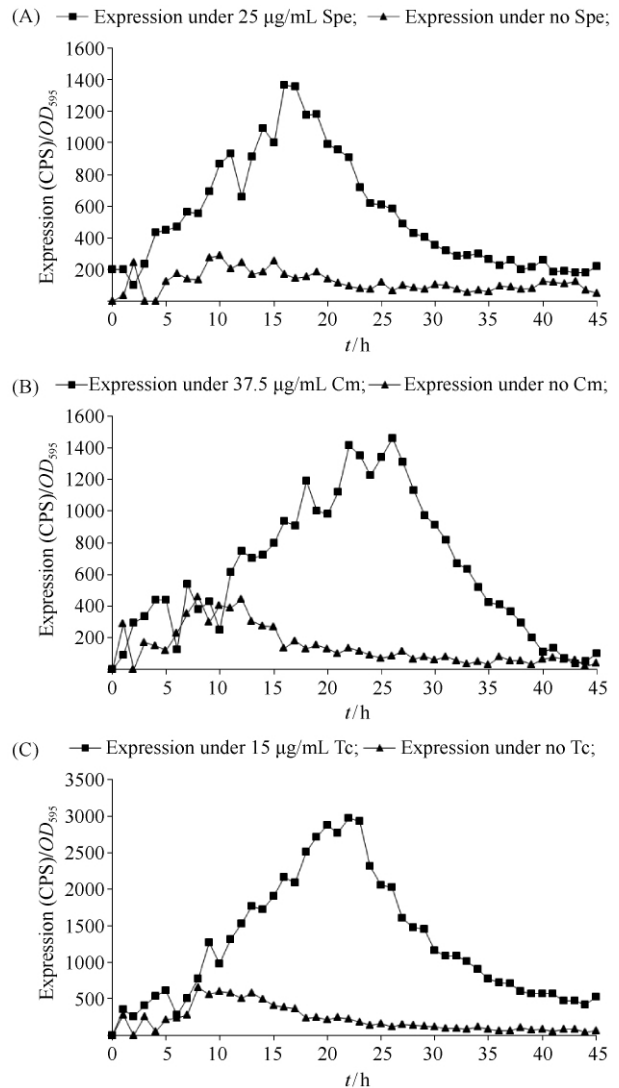 (A)
Expression under 25 μg/mL Spe; Expression under no Spe;
Expression (CPS)/OD595
1600
1400
1200
1000
800
600
400
200
0 5 10 15 20 25 30 35 40 45
t/h
(B)
Expression under 37.5 μg/mL Cm; Expression under no Cm;
Expression (CPS)/OD595
1600
1400
1200
1000
800
600
400
200
0 5 10 15 20 25 30 35 40 45
t/h
(C)
Expression under 15 μg/mL Tc; Expression under no Tc;
Expression (CPS)/OD595
3500
3000
2500
2000
1500
1000
500
0 5 10 15 20 25 30 35 40 45
t/h